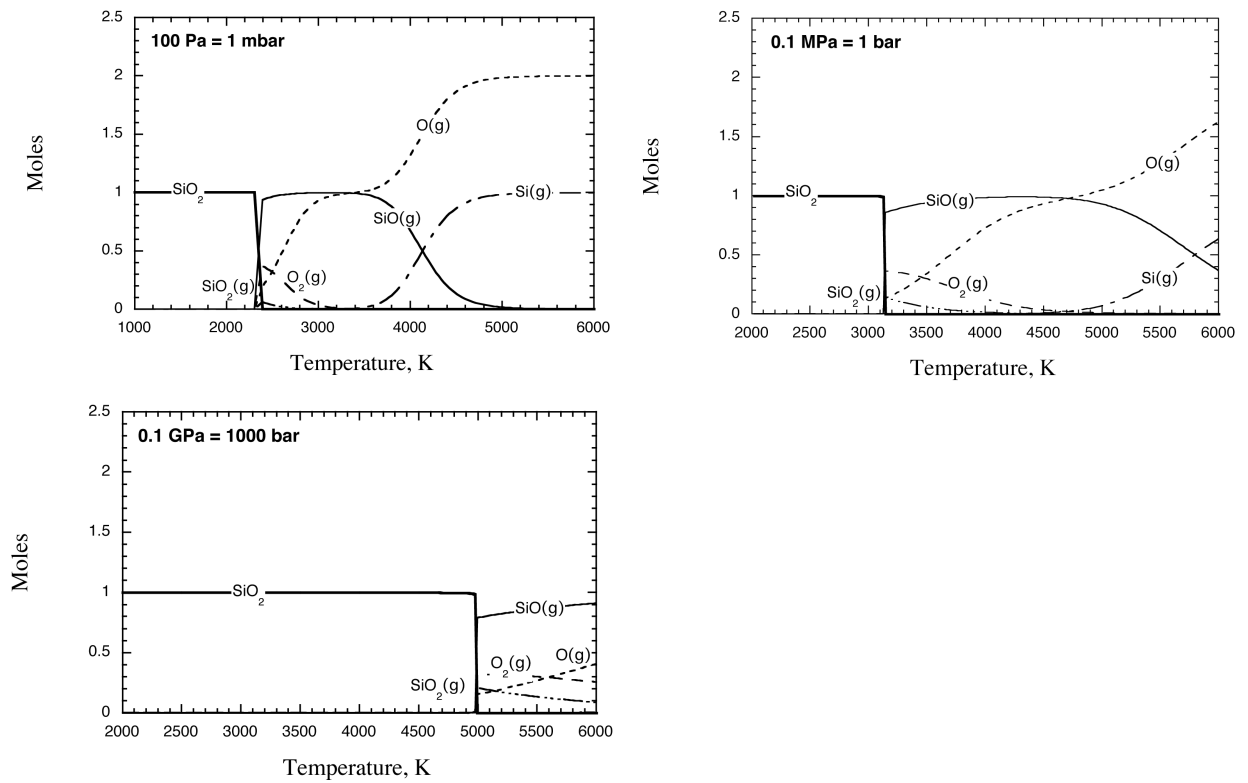 100 Pa = 1 mbar
2.5
2
1.5
1
0.5
0
Moles
SiO2
O(g)
Si(g)
SiO(g)
SiO2(g)
O2(g)
1000 2000 3000 4000 5000 6000
Temperature, K
0.1 MPa = 1 bar
2.5
2
1.5
1
0.5
0
Moles
O(g)
SiO2
SiO(g)
Si(g)
SiO2(g)
O2(g)
2000 2500 3000 3500 4000 4500 5000 5500 6000
Temperature, K
0.1 GPa = 1000 bar
2.5
2
1.5
1
0.5
0
Moles
SiO2
SiO(g)
O(g)
O2(g)
SiO2(g)
2000 2500 3000 3500 4000 4500 5000 5500 6000
Temperature, K